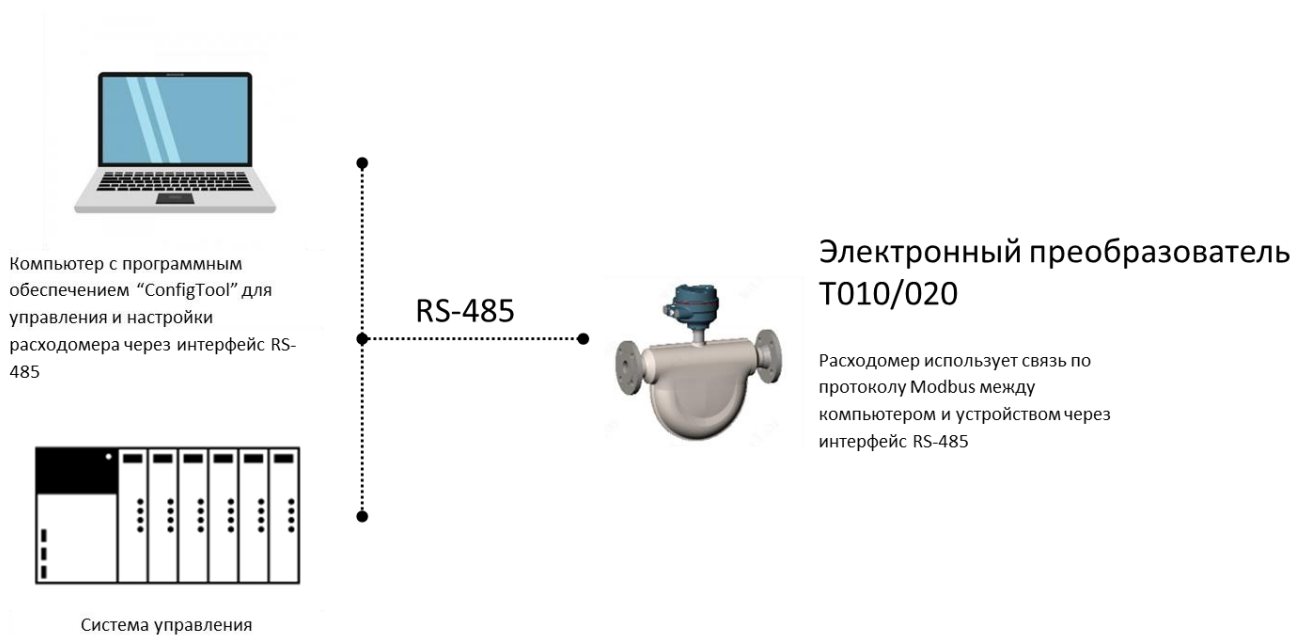 Компьютер с программным
обеспечением “ConfigTool” для
управления и настройки
расходомера через интерфейс RS-
485
Система управления
RS-485
Электронный преобразователь
T010/020
Расходомер использует связь по
протоколу Modbus между
компьютером и устройством через
интерфейс RS-485